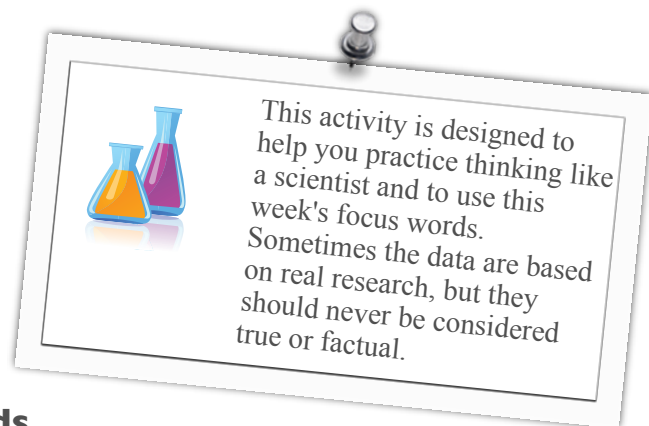 This activity is designed to
help you practice thinking like
a scientist and to use this
week's focus words.
Sometimes the data are based
on real research, but they
should never be considered
true or factual.